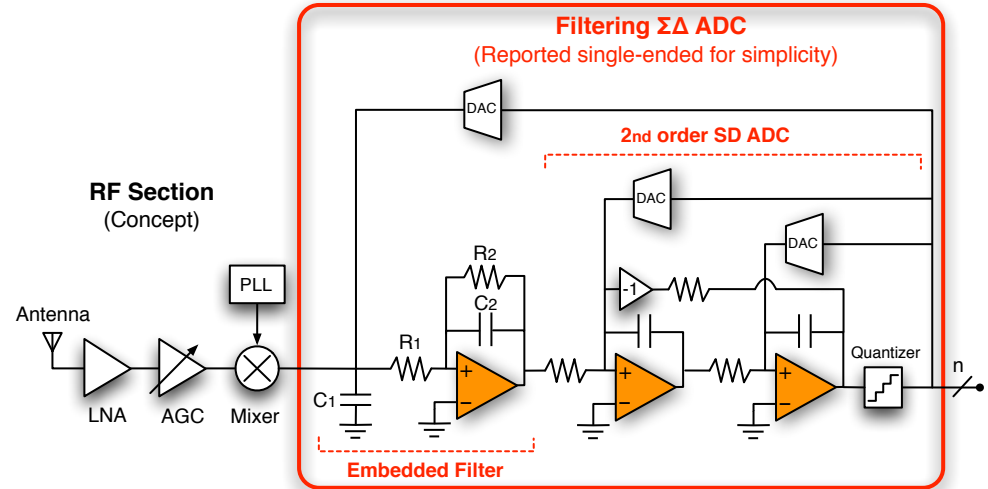 Filtering ΣΔ ADC
(Reported single-ended for simplicity)
DAC
2nd order SD ADC
RF Section
(Concept)
DAC
DAC
R2
PLL
-1
C2
Antenna
R1
Quantizer
+
+
+
n
C1
−
−
−
LNA
AGC
Mixer
Embedded Filter